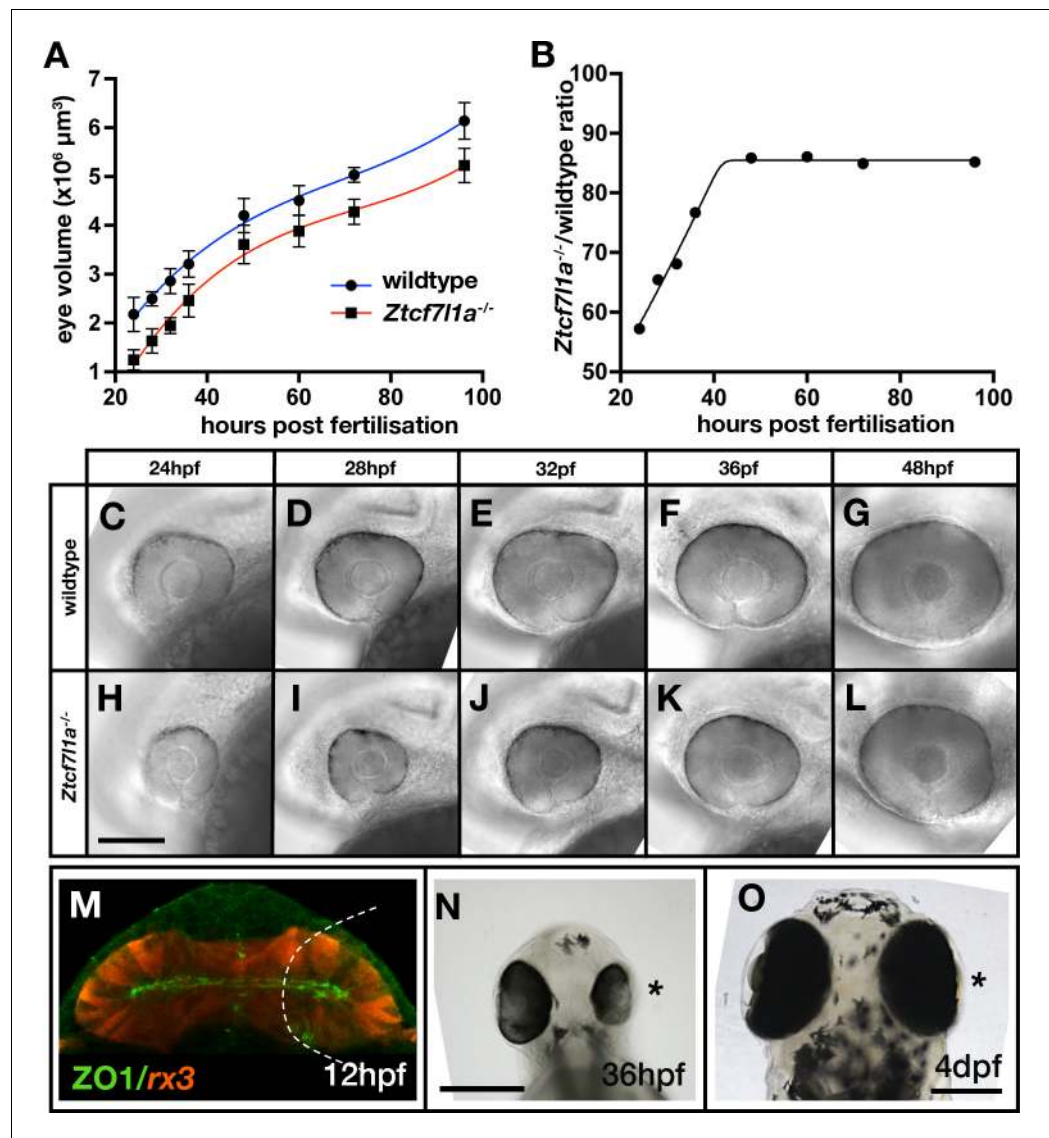 A
B
7
6
5
4
3
2
1
eye volume (x10⁶ µm³)
wildtype
Ztcf7l1a⁻/⁻
20 40 60 80 100
hours post fertilisation
100
90
80
70
60
50
Ztcf7l1a⁻/⁻/wildtype ratio
20 40 60 80 100
hours post fertilisation
24hpf 28hpf 32pf 36pf 48hpf
wildtype
C D E F G
Ztcf7l1a⁻/⁻
H I J K L
M
ZO1/rx3
12hpf
N
*
36hpf
O
*
4dpf